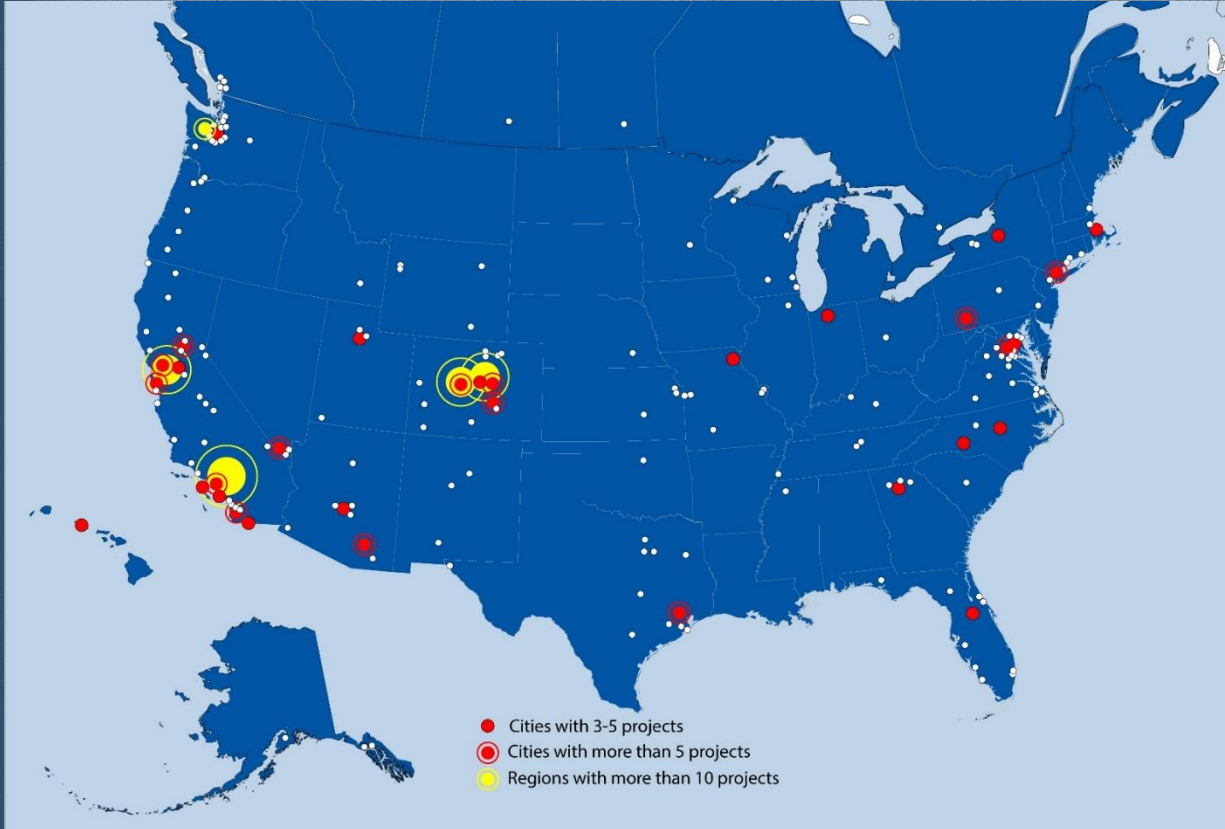 Cities with 3-5 projects
Cities with more than 5 projects
Regions with more than 10 projects